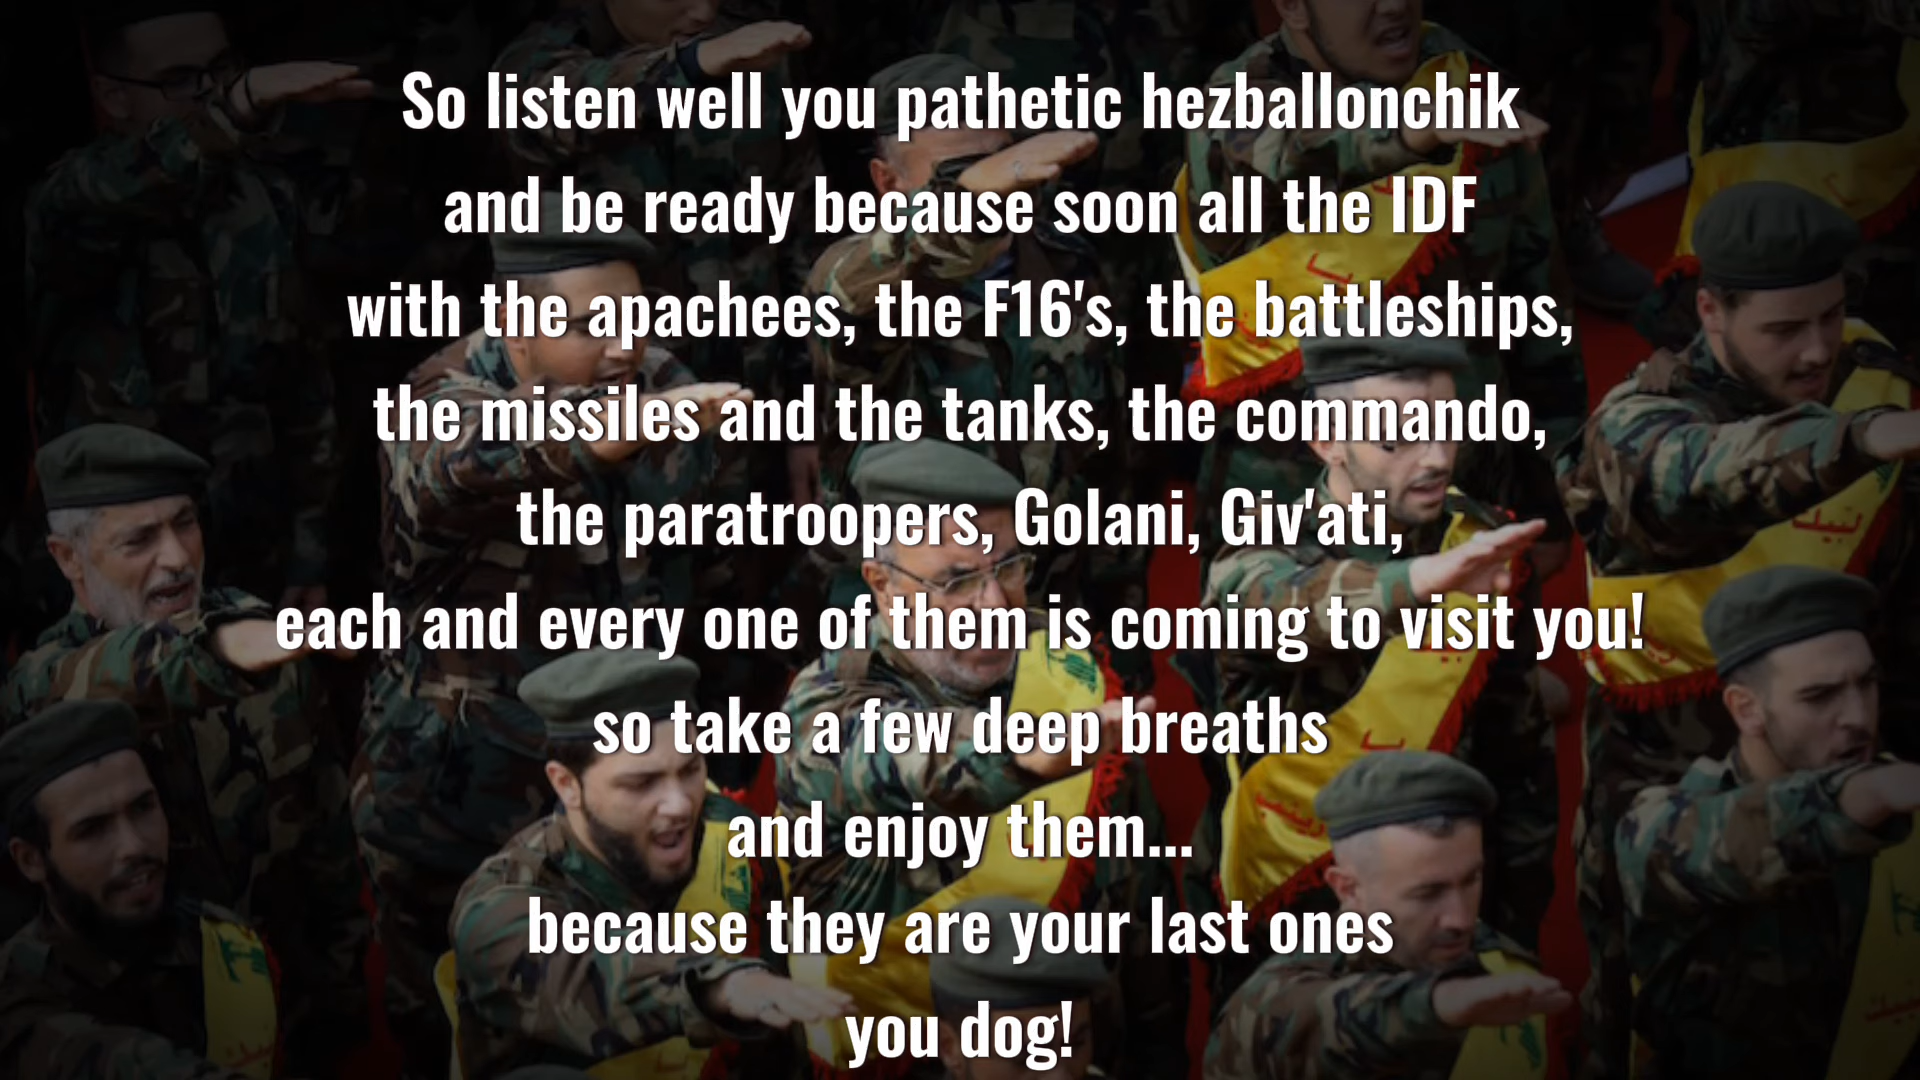 So listen well you pathetic hezballonchik
and be ready because soon all the IDF
with the apachees, the F16's, the battleships,
the missiles and the tanks, the commando,
the paratroopers, Golani, Giv'ati,
each and every one of them is coming to visit you!
so take a few deep breaths
and enjoy them...
because they are your last ones
you dog!